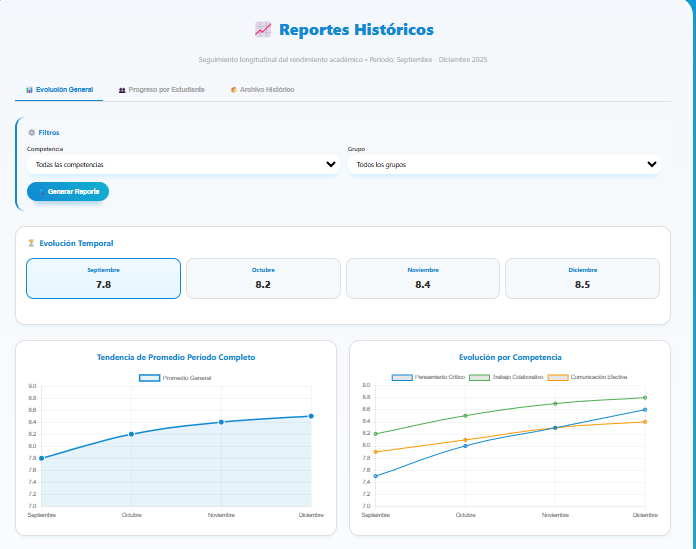 Reportes Históricos
Seguimiento longitudinal del rendimiento académico • Periodo: Septiembre - Diciembre 2025
Evolución General Progreso por Estudiante Archivo Histórico
Filtros
Competencia Grupo
Todas las competencias Todos los grupos
Generar Reporte
Evolución Temporal
Septiembre Octubre Noviembre Diciembre
7.8 8.2 8.4 8.5
Tendencia de Promedio Periodo Completo
Promedio General
9.0
8.8
8.6
8.4
8.2
8.0
7.8
7.6
7.4
7.2
7.0
Septiembre Octubre Noviembre Diciembre
Evolución por Competencia
Pensamiento Crítico Trabajo Colaborativo Comunicación Efectiva
9.0
8.8
8.6
8.4
8.2
8.0
7.8
7.6
7.4
7.2
7.0
Septiembre Octubre Noviembre Diciembre